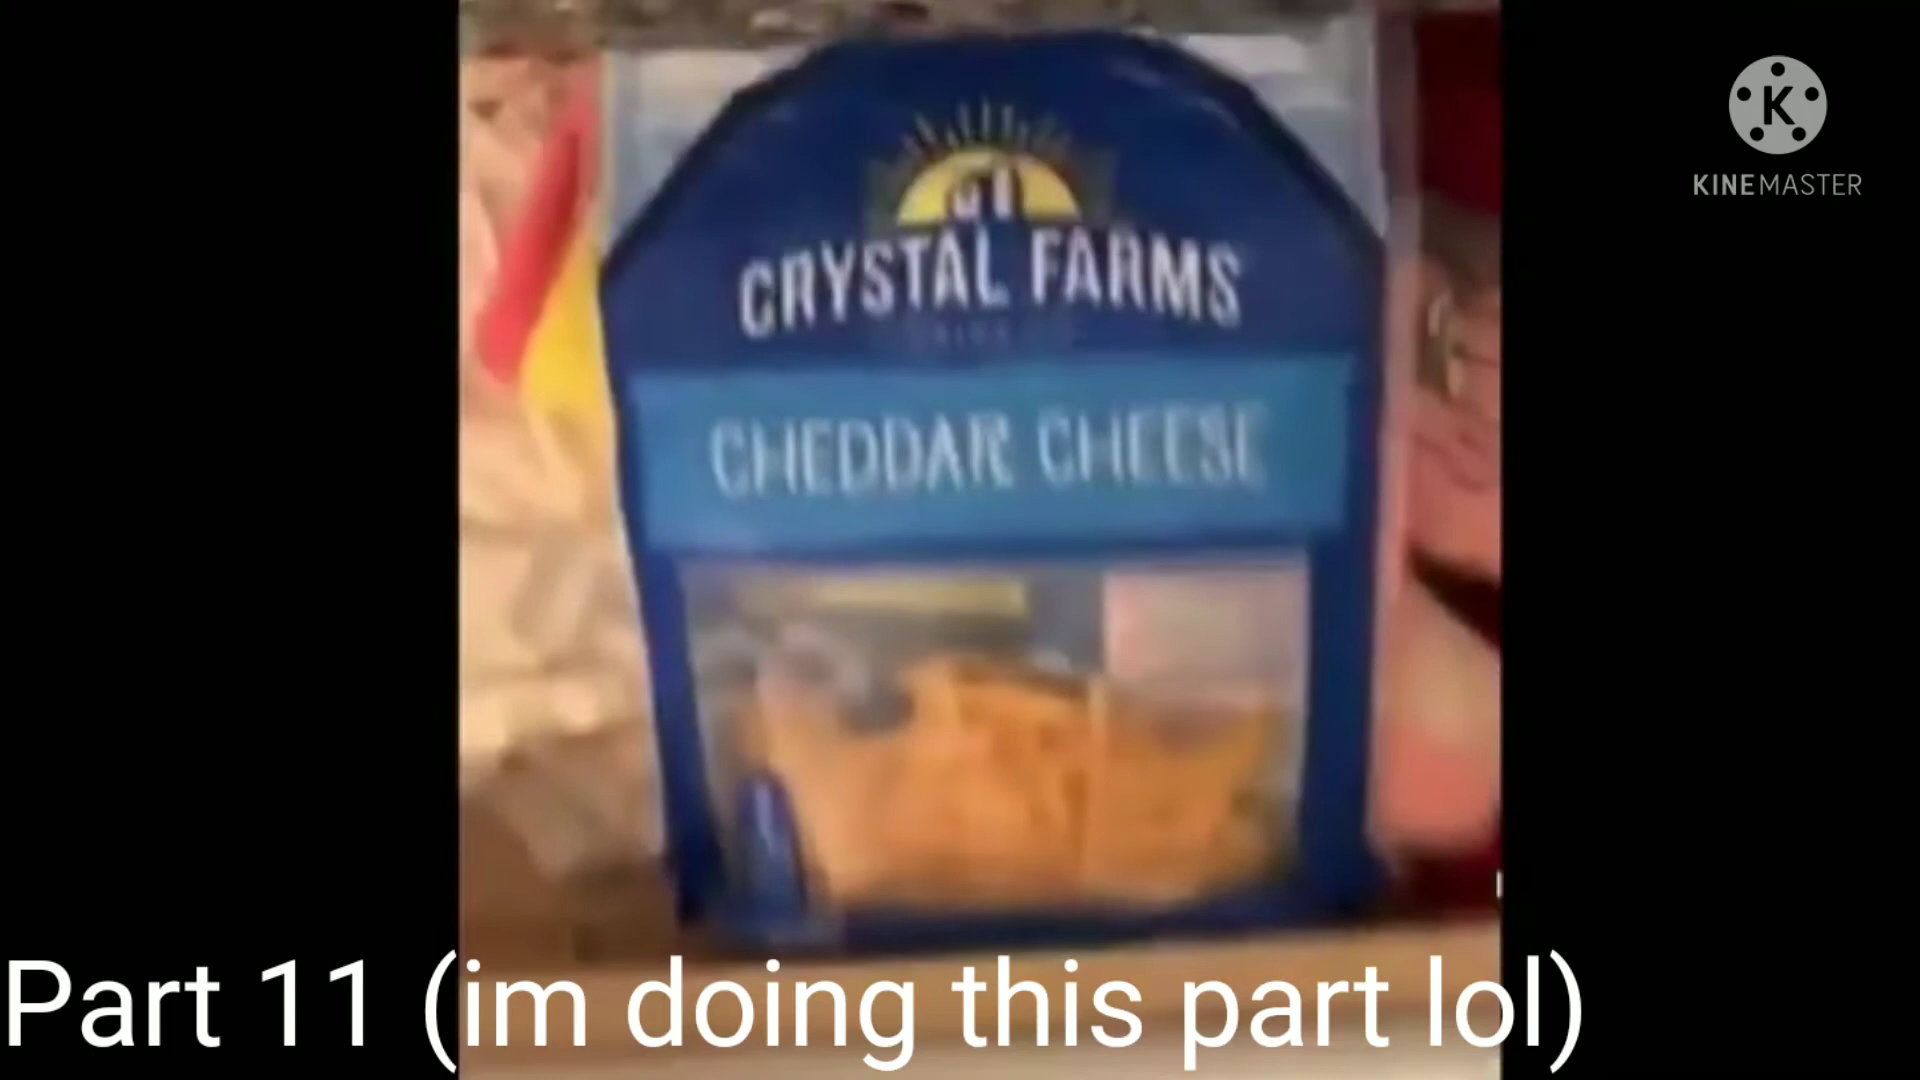 KINEMASTER
CRYSTAL FARMS
CHEDDAR CHEESE
Part 11 (im doing this part lol)